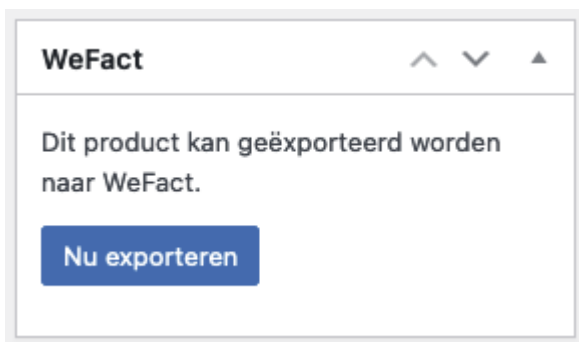 WeFact
Dit product kan geëxporteerd worden
naar WeFact.
Nu exporteren